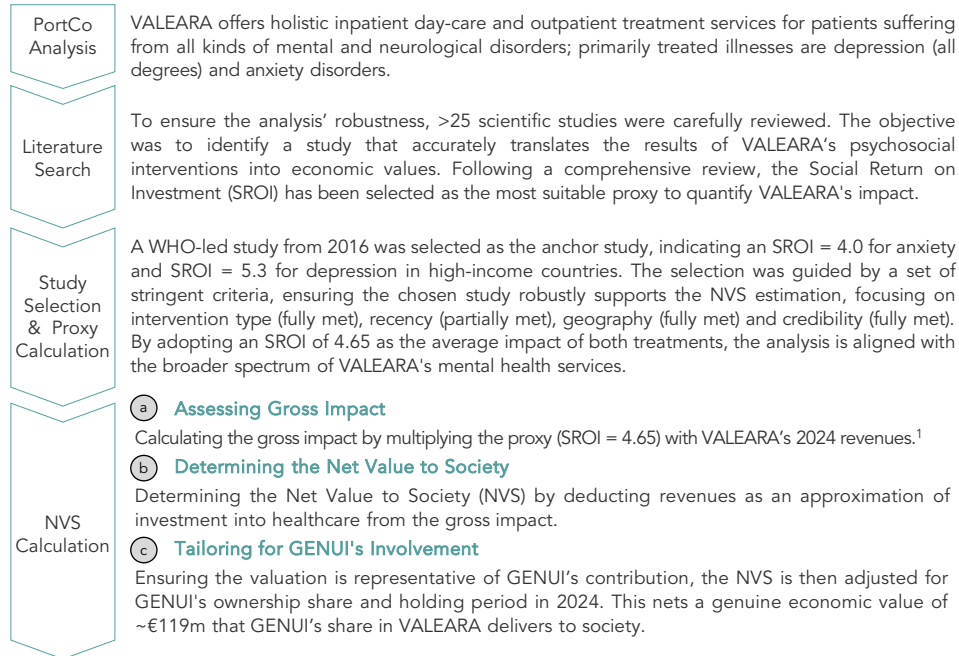 PortCo
Analysis
VALEARA offers holistic inpatient day-care and outpatient treatment services for patients suffering
from all kinds of mental and neurological disorders; primarily treated illnesses are depression (all
degrees) and anxiety disorders.
Literature
Search
To ensure the analysis’ robustness, >25 scientific studies were carefully reviewed. The objective
was to identify a study that accurately translates the results of VALEARA’s psychosocial
interventions into economic values. Following a comprehensive review, the Social Return on
Investment (SROI) has been selected as the most suitable proxy to quantify VALEARA's impact.
Study
Selection
& Proxy
Calculation
A WHO-led study from 2016 was selected as the anchor study, indicating an SROI = 4.0 for anxiety
and SROI = 5.3 for depression in high-income countries. The selection was guided by a set of
stringent criteria, ensuring the chosen study robustly supports the NVS estimation, focusing on
intervention type (fully met), recency (partially met), geography (fully met) and credibility (fully met).
By adopting an SROI of 4.65 as the average impact of both treatments, the analysis is aligned with
the broader spectrum of VALEARA's mental health services.
NVS
Calculation
a Assessing Gross Impact
Calculating the gross impact by multiplying the proxy (SROI = 4.65) with VALEARA’s 2024 revenues.¹
b Determining the Net Value to Society
Determining the Net Value to Society (NVS) by deducting revenues as an approximation of
investment into healthcare from the gross impact.
c Tailoring for GENUI's Involvement
Ensuring the valuation is representative of GENUI’s contribution, the NVS is then adjusted for
GENUI's ownership share and holding period in 2024. This nets a genuine economic value of
~€119m that GENUI’s share in VALEARA delivers to society.